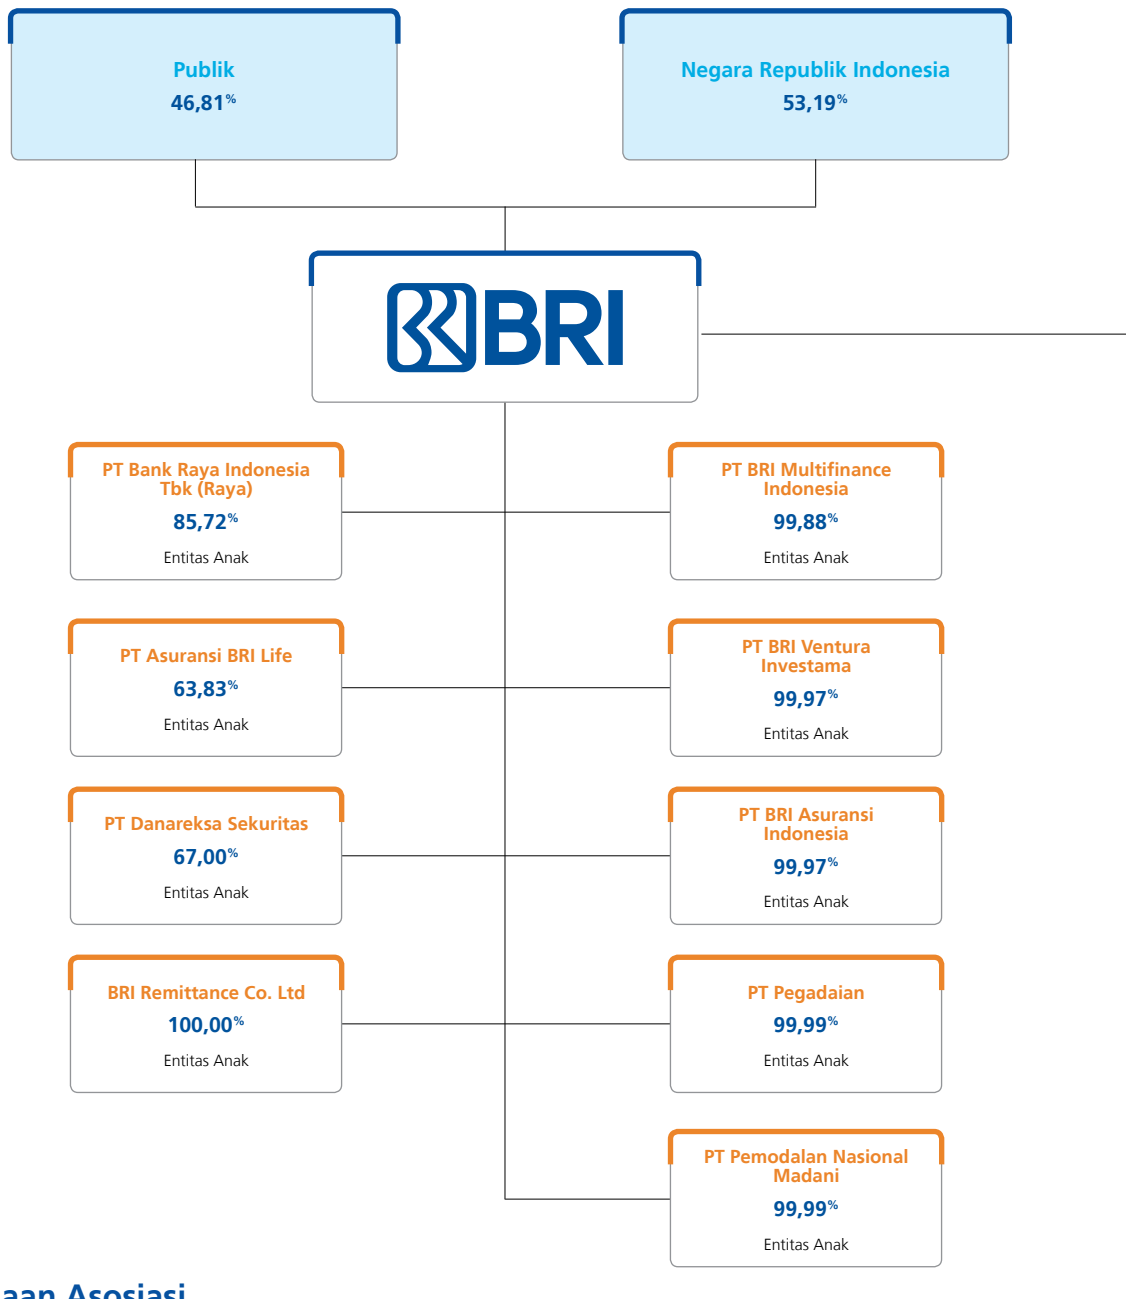 Publik
46,81%
Negara Republik Indonesia
53,19%
BRI
PT Bank Raya Indonesia
Tbk (Raya)
85,72%
Entitas Anak
PT BRI Multifinance
Indonesia
99,88%
Entitas Anak
PT Asuransi BRI Life
63,83%
Entitas Anak
PT BRI Ventura
Investama
99,97%
Entitas Anak
PT Danareksa Sekuritas
67,00%
Entitas Anak
PT BRI Asuransi
Indonesia
99,97%
Entitas Anak
BRI Remittance Co. Ltd
100,00%
Entitas Anak
PT Pegadaian
99,99%
Entitas Anak
PT Pemodalan Nasional
Madani
99,99%
Entitas Anak
aan Asosiasi